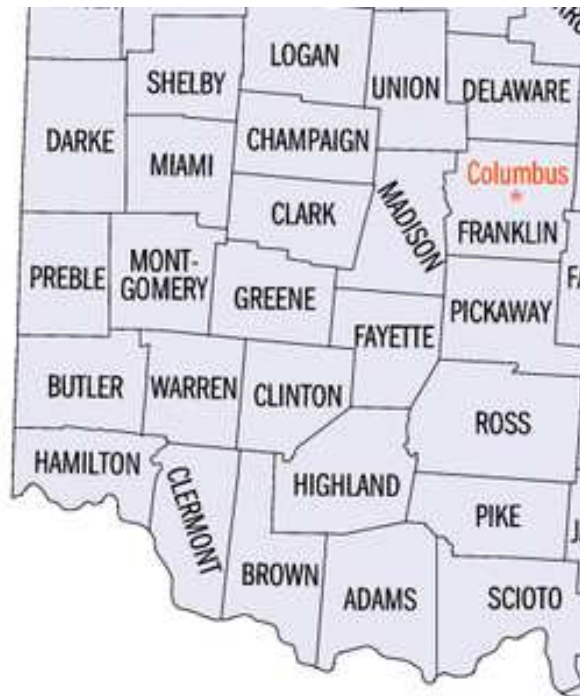 LOGAN
SHELBY
UNION
DELAWARE
DARKE
CHAMPAIGN
MIAMI
Columbus
*
CLARK
MADISON
FRANKLIN
PREBLE
MONT-
GOMERY
GREENE
PICKAWAY
FAYETTE
BUTLER
WARREN
CLINTON
ROSS
HAMILTON
CLERMONT
HIGHLAND
PIKE
BROWN
ADAMS
SCIOTO